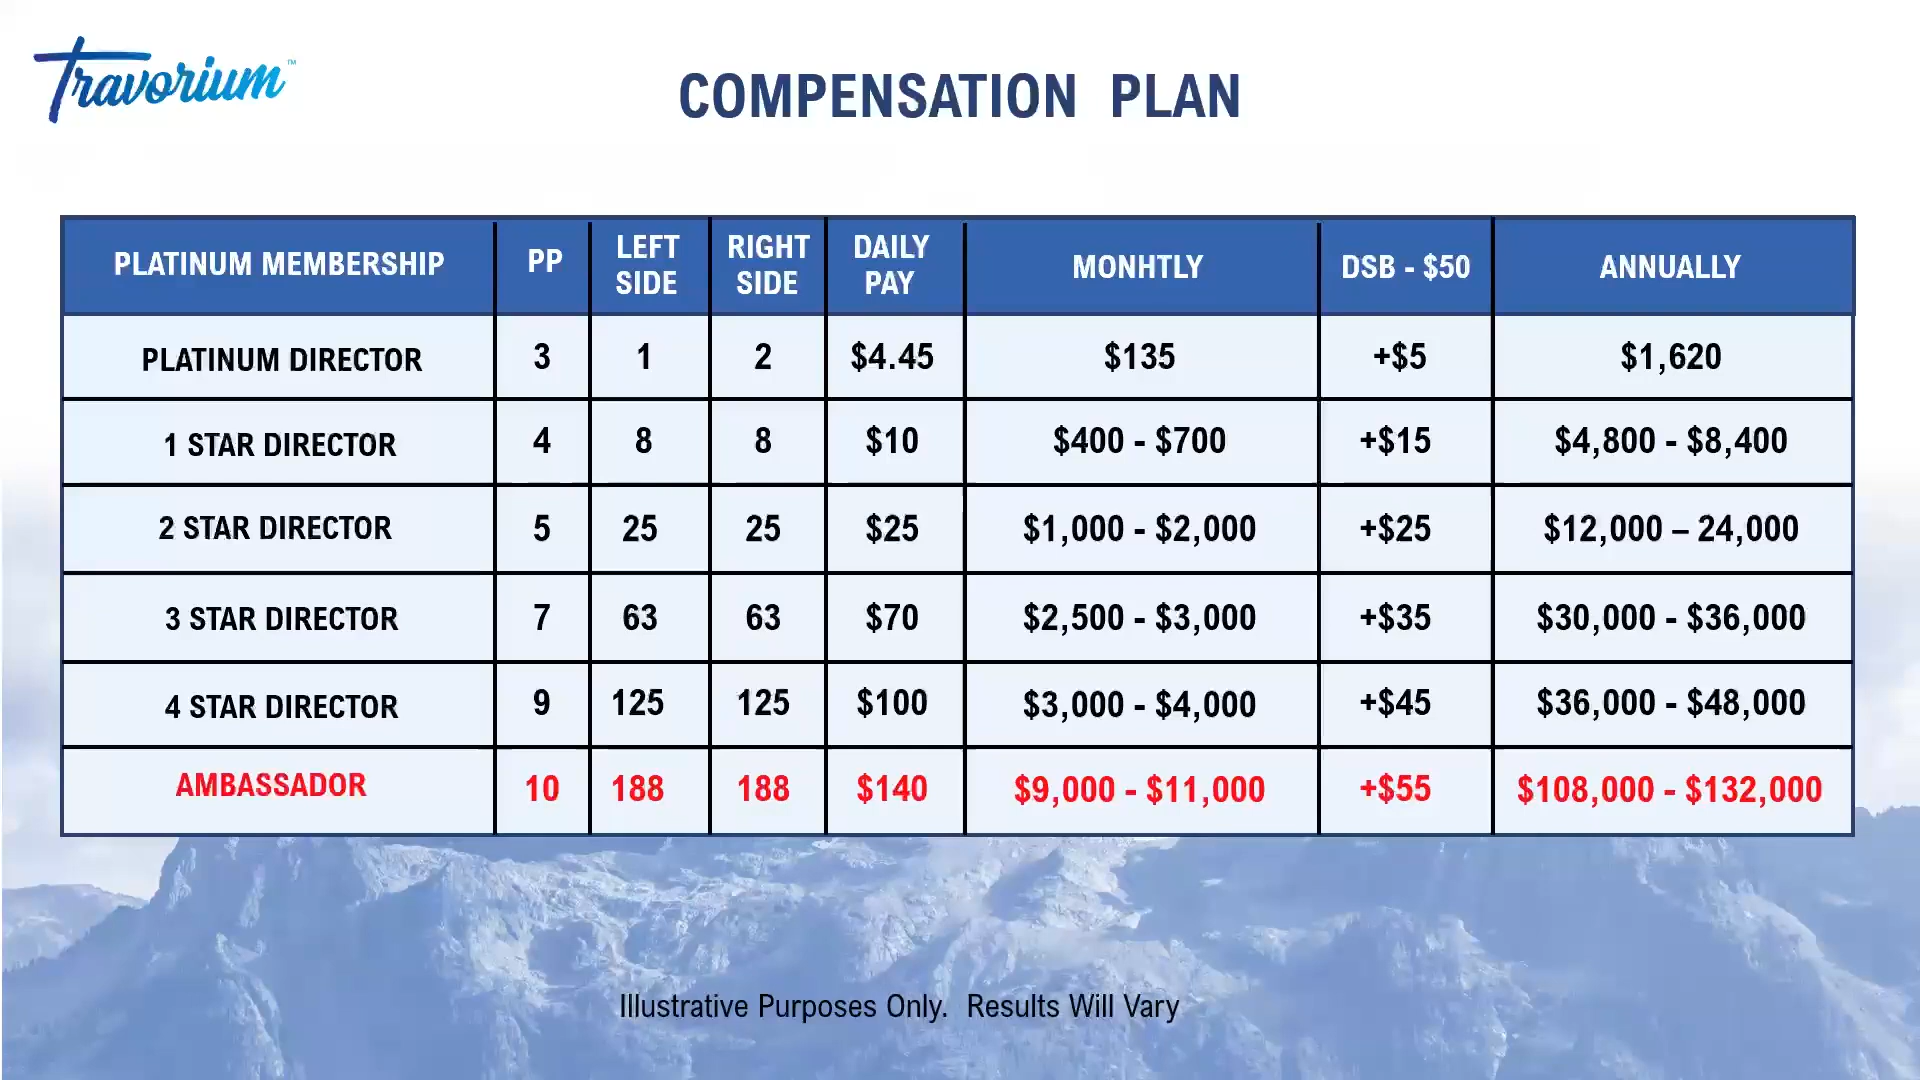 Travorium™
COMPENSATION PLAN
PLATINUM MEMBERSHIP PP LEFT SIDE RIGHT SIDE DAILY PAY MONHTLY DSB - $50 ANNUALLY
PLATINUM DIRECTOR 3 1 2 $4.45 $135 +$5 $1,620
1 STAR DIRECTOR 4 8 8 $10 $400 - $700 +$15 $4,800 - $8,400
2 STAR DIRECTOR 5 25 25 $25 $1,000 - $2,000 +$25 $12,000 – 24,000
3 STAR DIRECTOR 7 63 63 $70 $2,500 - $3,000 +$35 $30,000 - $36,000
4 STAR DIRECTOR 9 125 125 $100 $3,000 - $4,000 +$45 $36,000 - $48,000
AMBASSADOR 10 188 188 $140 $9,000 - $11,000 +$55 $108,000 - $132,000
Illustrative Purposes Only. Results Will Vary